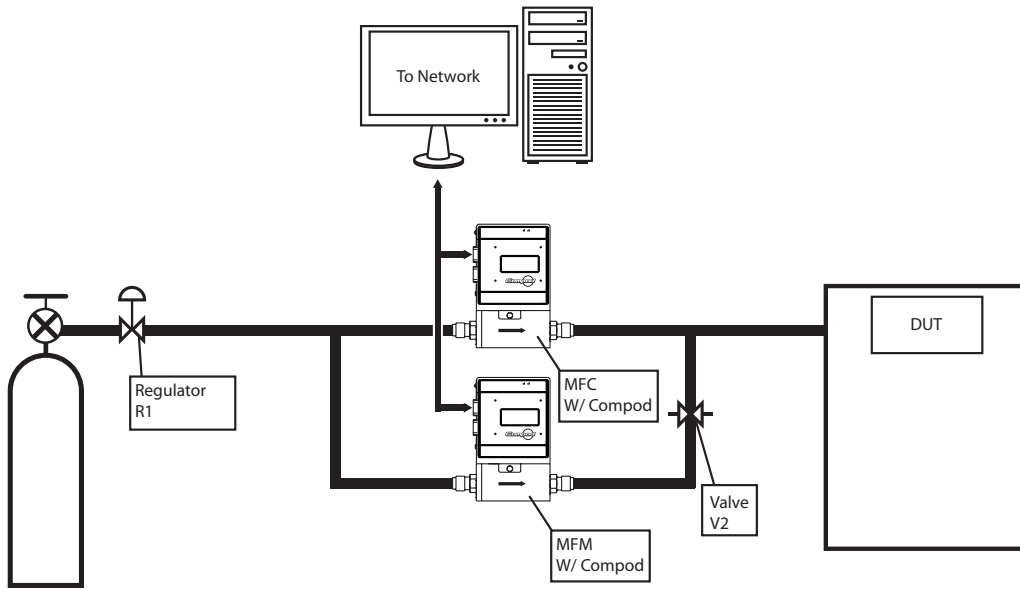 To Network
DUT
Regulator
R1
MFC
W/ Compod
Valve
V2
MFM
W/ Compod